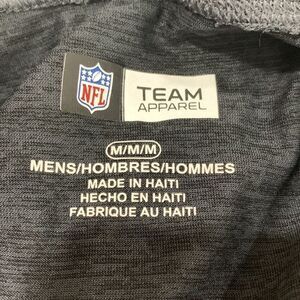 NFL
TEAM
APPAREL
M/M/M
MENS/HOMBRES/HOMMES
MADE IN HAITI
HECHO EN HAITI
FABRIQUE AU HAITI